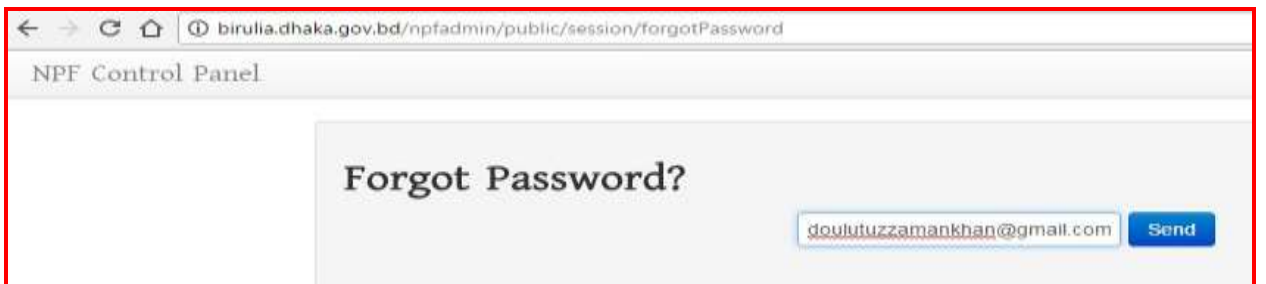 birulia.dhaka.gov.bd/npfadmin/public/session/forgotPassword
NPF Control Panel
Forgot Password?
doulutuzzamankhan@gmail.com Send